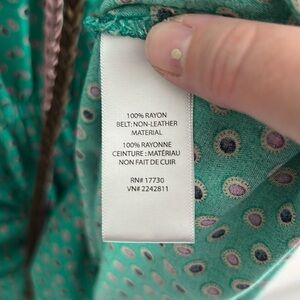 100% RAYON
BELT: NON-LEATHER
MATERIAL
100% RAYONNE
CEINTURE : MATÉRIAU
NON FAIT DE CUIR
RN# 17730
VN# 2242811